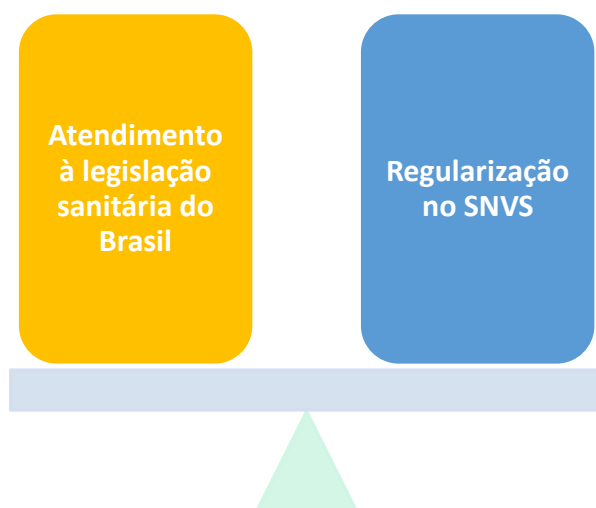 Atendimento
à legislação
sanitária do
Brasil
Regularização
no SNVS